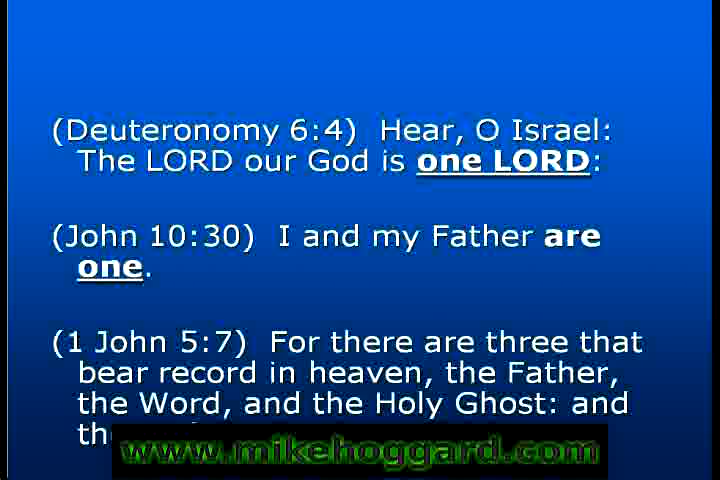 (Deuteronomy 6:4) Hear, O Israel:
The LORD our God is one LORD:
(John 10:30) I and my Father are
one.
(1 John 5:7) For there are three that
bear record in heaven, the Father,
the Word, and the Holy Ghost: and
www.mikehoggard.com